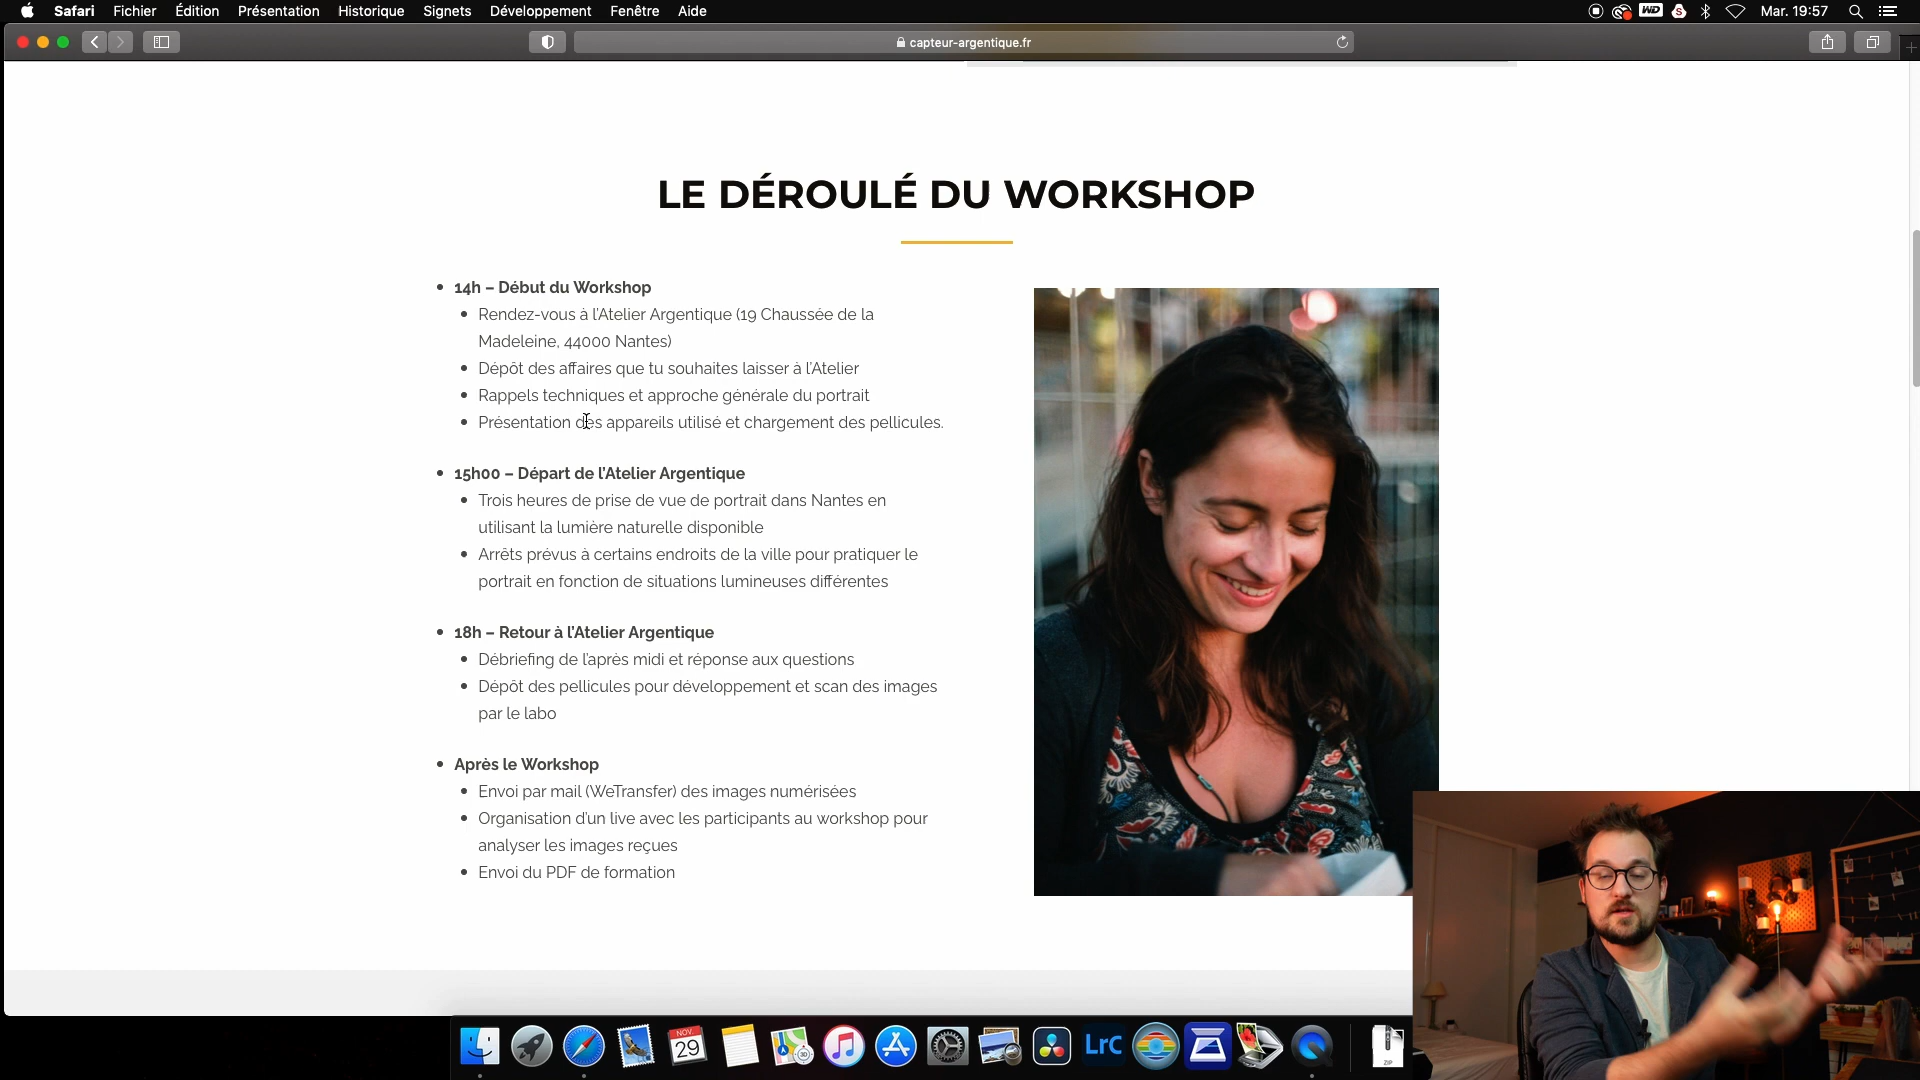 Safari Fichier Édition Présentation Historique Signets Développement Fenêtre Aide
WD
Mar. 19:57
capteur-argentique.fr
LE DÉROULÉ DU WORKSHOP
14h – Début du Workshop
Rendez-vous à l'Atelier Argentique (19 Chaussée de la
Madeleine, 44000 Nantes)
Dépôt des affaires que tu souhaites laisser à l'Atelier
Rappels techniques et approche générale du portrait
Présentation des appareils utilisé et chargement des pellicules.
15h00 – Départ de l'Atelier Argentique
Trois heures de prise de vue de portrait dans Nantes en
utilisant la lumière naturelle disponible
Arrêts prévus à certains endroits de la ville pour pratiquer le
portrait en fonction de situations lumineuses différentes
18h – Retour à l'Atelier Argentique
Débriefing de l'après midi et réponse aux questions
Dépôt des pellicules pour développement et scan des images
par le labo
Après le Workshop
Envoi par mail (WeTransfer) des images numérisées
Organisation d'un live avec les participants au workshop pour
analyser les images reçues
Envoi du PDF de formation
NOV.
29
LrC
ZIP